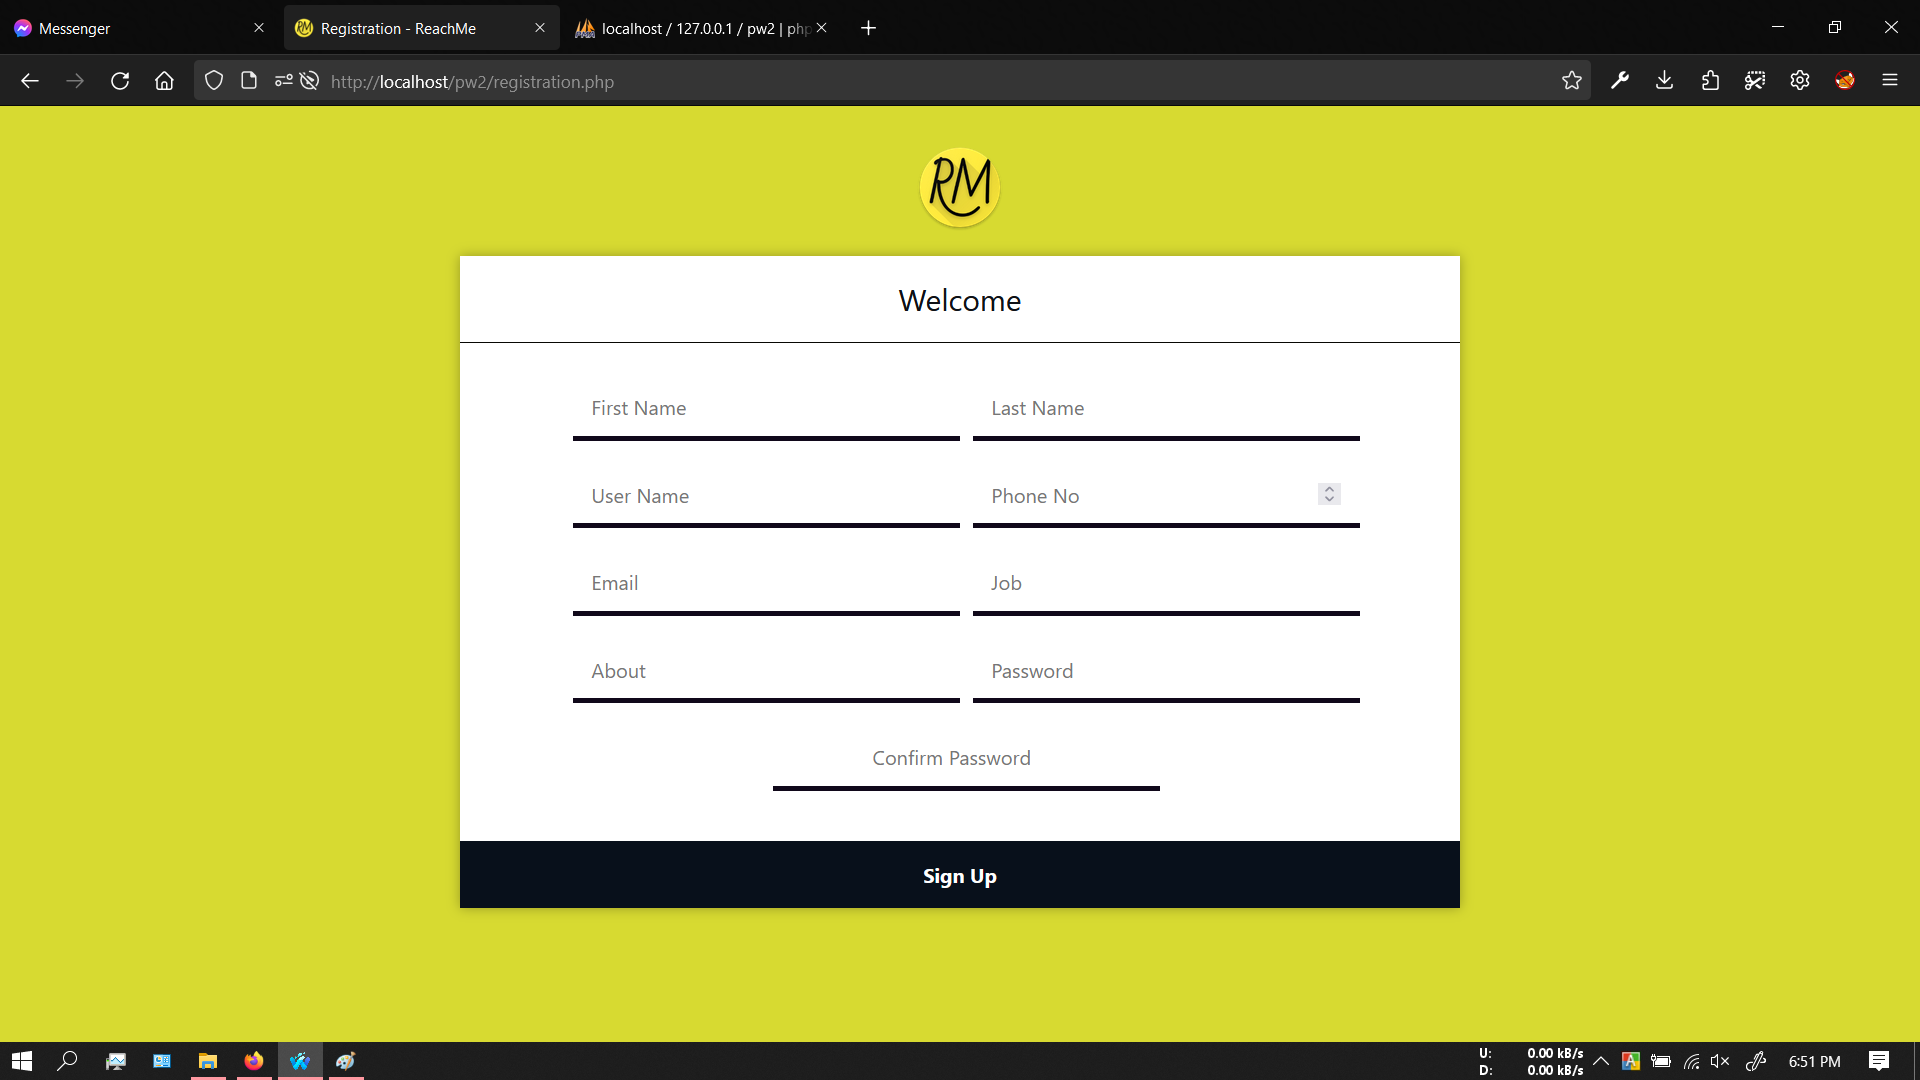 Messenger
Registration - ReachMe
localhost / 127.0.0.1 / pw2 | php
http://localhost/pw2/registration.php
RM
Welcome
First Name
Last Name
User Name
Phone No
Email
Job
About
Password
Confirm Password
Sign Up
U: 0.00 kB/s
D: 0.00 kB/s
A
6:51 PM